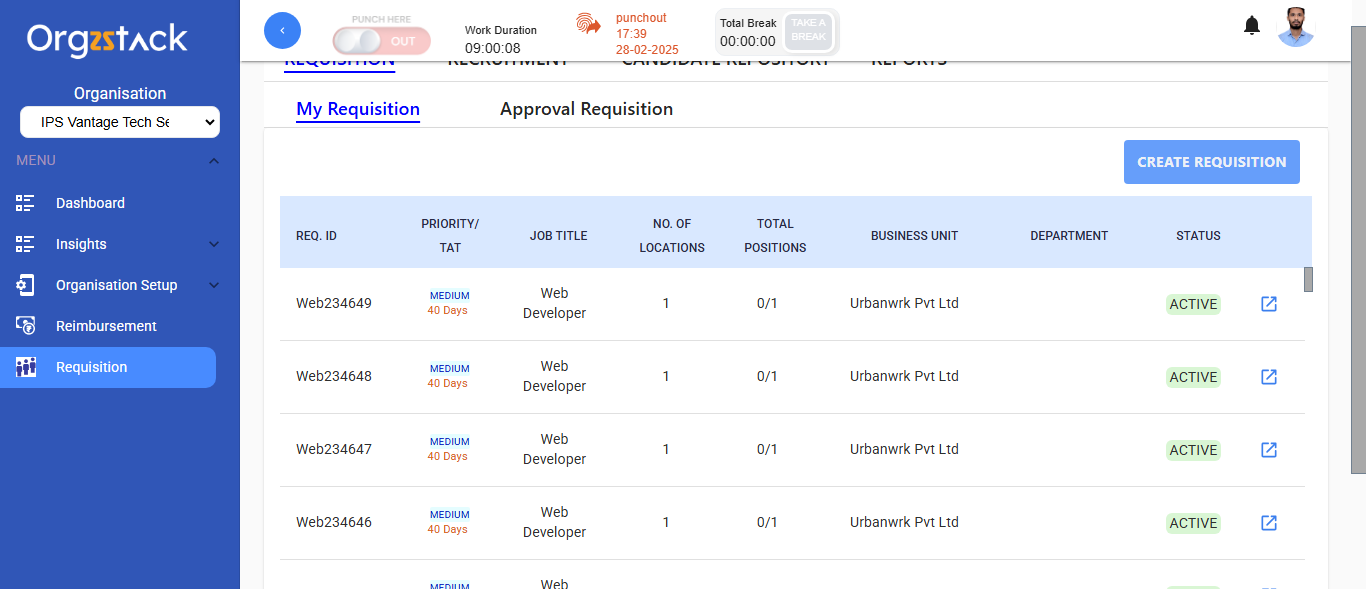 Orgzstack
Organisation
IPS Vantage Tech Se
MENU
Dashboard
Insights
Organisation Setup
Reimbursement
Requisition
PUNCH HERE
OUT
Work Duration
09:00:08
punchout
17:39
28-02-2025
Total Break
00:00:00
TAKE A
BREAK
REQUISITION RECRUITMENT CANDIDATE REPOSITORY REPORTS
My Requisition Approval Requisition
CREATE REQUISITION
REQ. ID PRIORITY/ TAT JOB TITLE NO. OF LOCATIONS TOTAL POSITIONS BUSINESS UNIT DEPARTMENT STATUS
Web234649 MEDIUM 40 Days Web Developer 1 0/1 Urbanwrk Pvt Ltd ACTIVE
Web234648 MEDIUM 40 Days Web Developer 1 0/1 Urbanwrk Pvt Ltd ACTIVE
Web234647 MEDIUM 40 Days Web Developer 1 0/1 Urbanwrk Pvt Ltd ACTIVE
Web234646 MEDIUM 40 Days Web Developer 1 0/1 Urbanwrk Pvt Ltd ACTIVE
MEDIUM Web